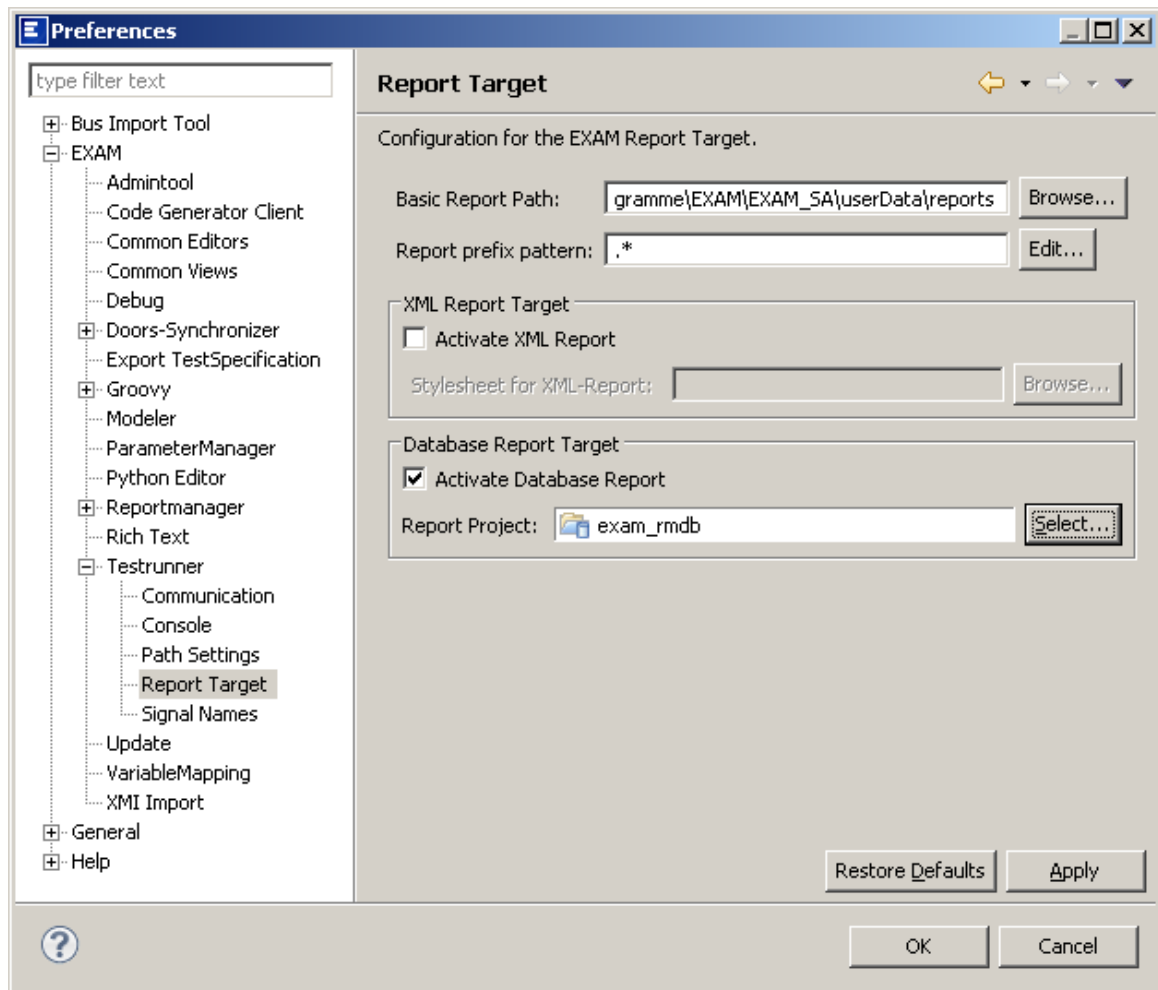 Preferences
type filter text
Bus Import Tool
EXAM
Admintool
Code Generator Client
Common Editors
Common Views
Debug
Doors-Synchronizer
Export TestSpecification
Groovy
Modeler
ParameterManager
Python Editor
Reportmanager
Rich Text
Testrunner
Communication
Console
Path Settings
Report Target
Signal Names
Update
VariableMapping
XMI Import
General
Help
Report Target
Configuration for the EXAM Report Target.
Basic Report Path: gramme\EXAM\EXAM_SA\userData\reports Browse...
Report prefix pattern: .* Edit...
XML Report Target
Activate XML Report
Stylesheet for XML-Report: Browse...
Database Report Target
Activate Database Report
Report Project: exam_rmdb Select...
Restore Defaults Apply
? OK Cancel